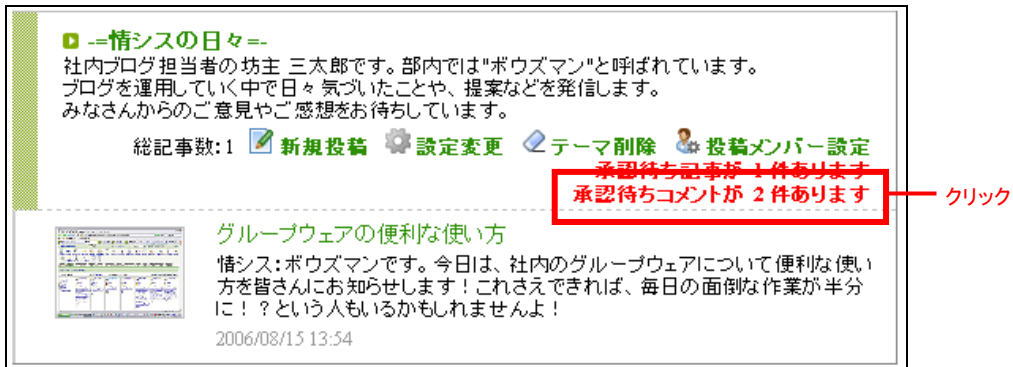 -=情シスの日々=-
社内ブログ担当者の坊主 三太郎です。部内では"ボウズマン"と呼ばれています。
ブログを運用していく中で日々気づいたことや、提案などを発信します。
みなさんからのご意見やご感想をお待ちしています。
総記事数:1 新規投稿 設定変更 テーマ削除 投稿メンバー設定
承認待ち記事が 1 件あります
承認待ちコメントが 2 件あります
クリック
グループウェアの便利な使い方
情シス:ボウズマンです。今日は、社内のグループウェアについて便利な使い
方を皆さんにお知らせします!これさえできれば、毎日の面倒な作業が半分
に!?という人もいるかもしれませんよ!
2006/08/15 13:54